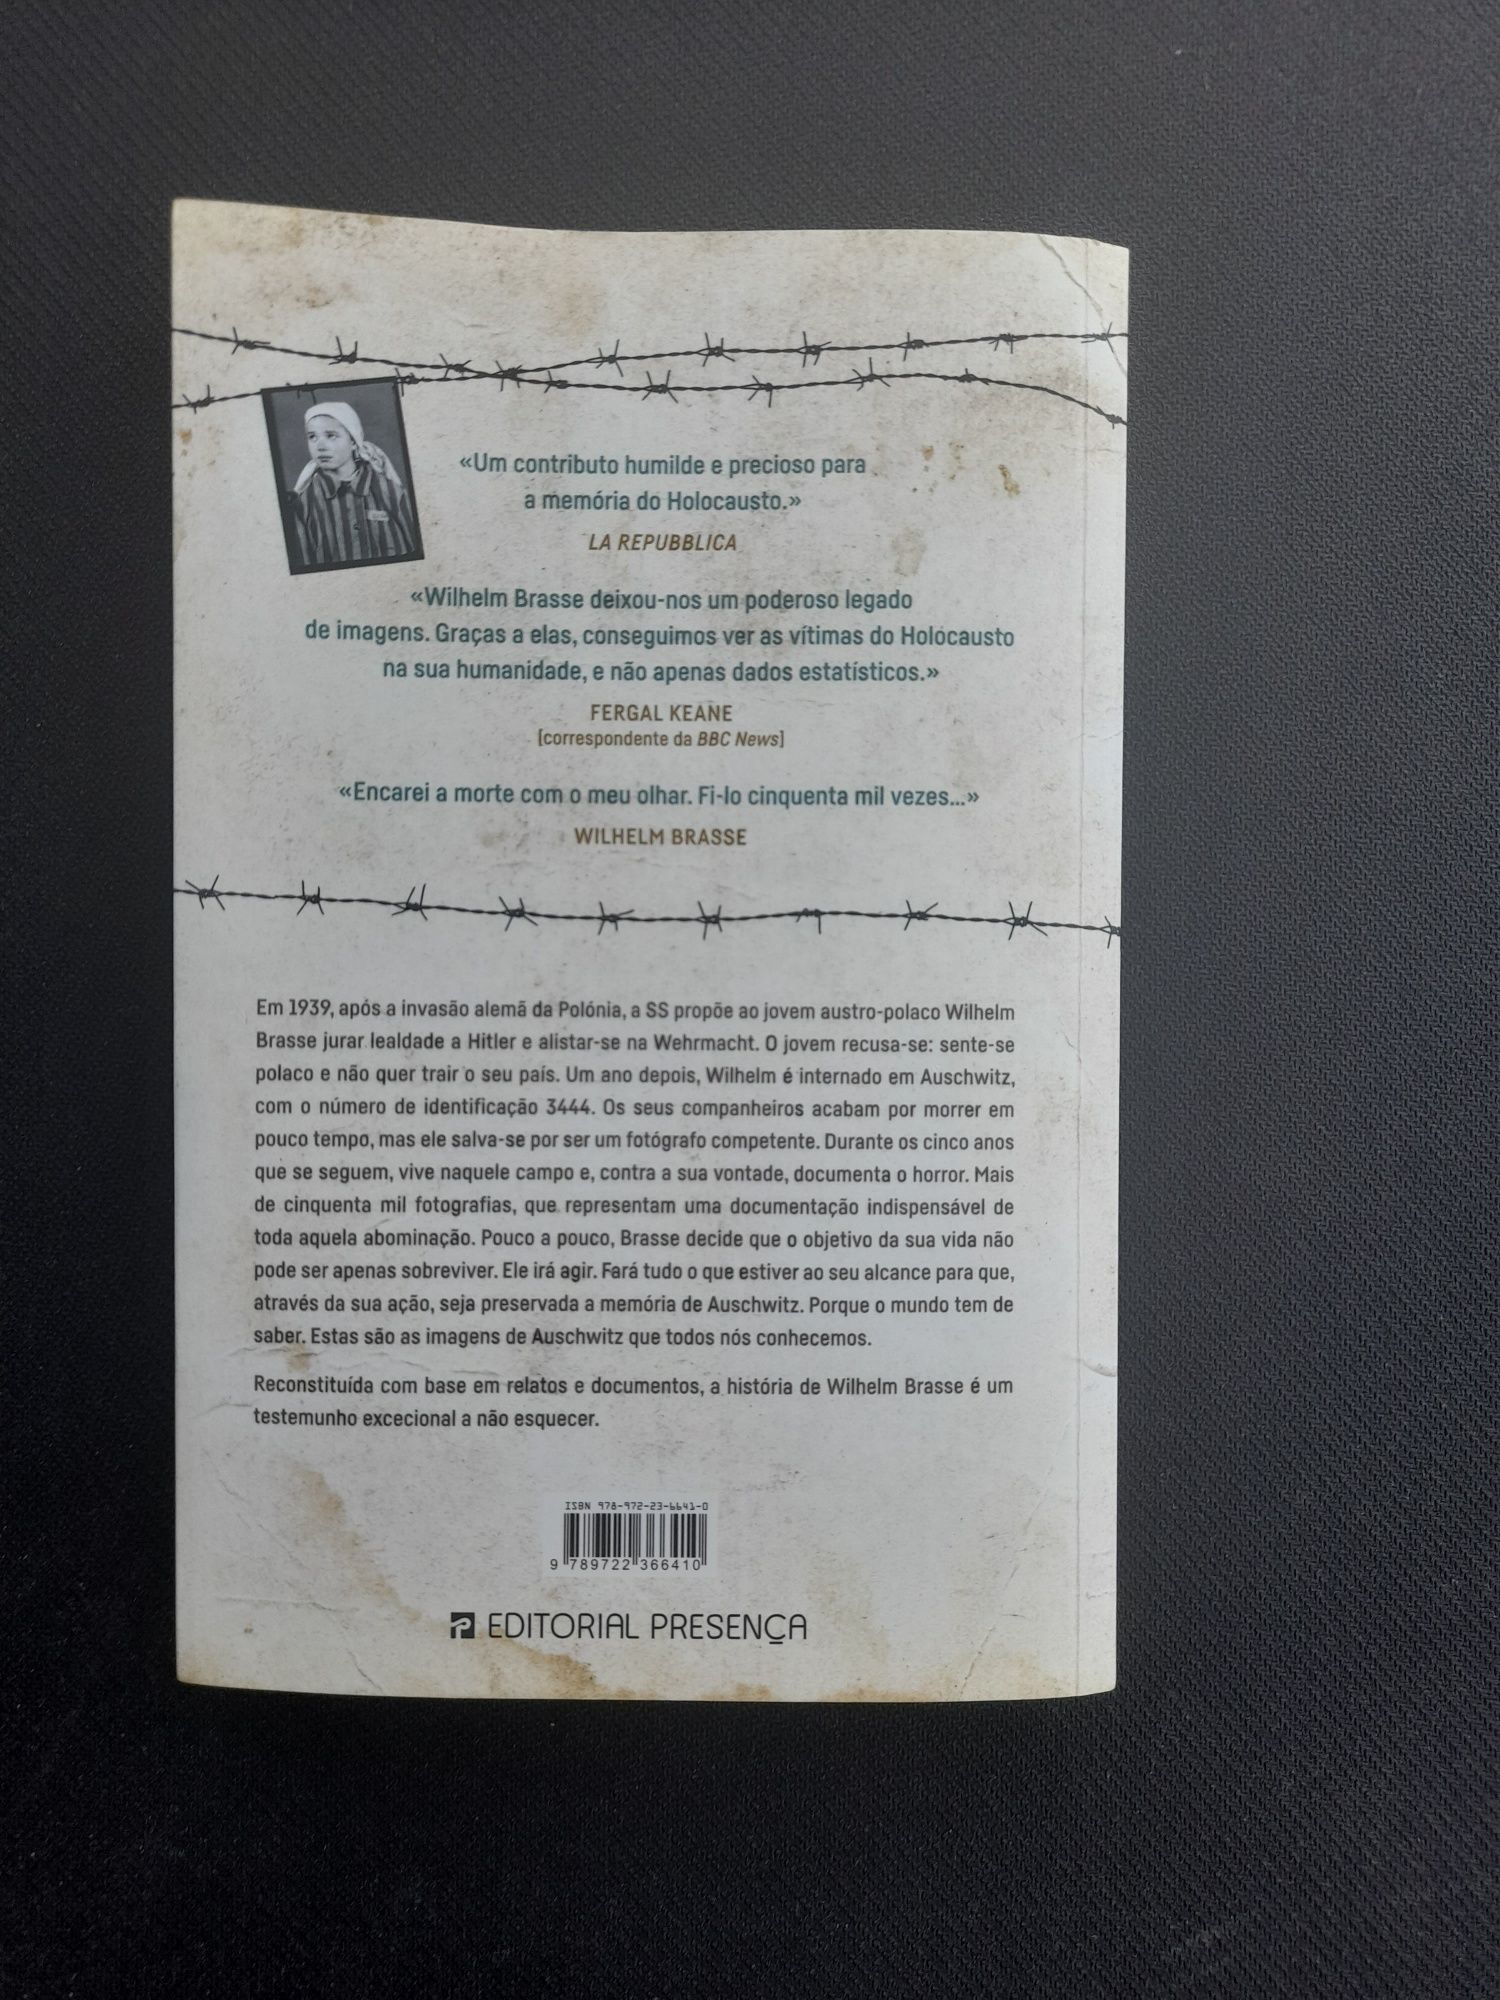 «Um contributo humilde e precioso para
a memória do Holocausto.»
LA REPUBBLICA
«Wilhelm Brasse deixou-nos um poderoso legado
de imagens. Graças a elas, conseguimos ver as vítimas do Holocausto
na sua humanidade, e não apenas dados estatísticos.»
FERGAL KEANE
[correspondente da BBC News]
«Encarei a morte com o meu olhar. Fi-lo cinquenta mil vezes...»
WILHELM BRASSE
Em 1939, após a invasão alemã da Polónia, a SS propõe ao jovem austro-polaco Wilhelm
Brasse jurar lealdade a Hitler e alistar-se na Wehrmacht. O jovem recusa-se: sente-se
polaco e não quer trair o seu país. Um ano depois, Wilhelm é internado em Auschwitz,
com o número de identificação 3444. Os seus companheiros acabam por morrer em
pouco tempo, mas ele salva-se por ser um fotógrafo competente. Durante os cinco anos
que se seguem, vive naquele campo e, contra a sua vontade, documenta o horror. Mais
de cinquenta mil fotografias, que representam uma documentação indispensável de
toda aquela abominação. Pouco a pouco, Brasse decide que o objetivo da sua vida não
pode ser apenas sobreviver. Ele irá agir. Fará tudo o que estiver ao seu alcance para que,
através da sua ação, seja preservada a memória de Auschwitz. Porque o mundo tem de
saber. Estas são as imagens de Auschwitz que todos nós conhecemos.
Reconstituída com base em relatos e documentos, a história de Wilhelm Brasse é um
testemunho excecional a não esquecer.
ISBN 978-972-23-6641-0
9 789722 366410
EDITORIAL PRESENÇA